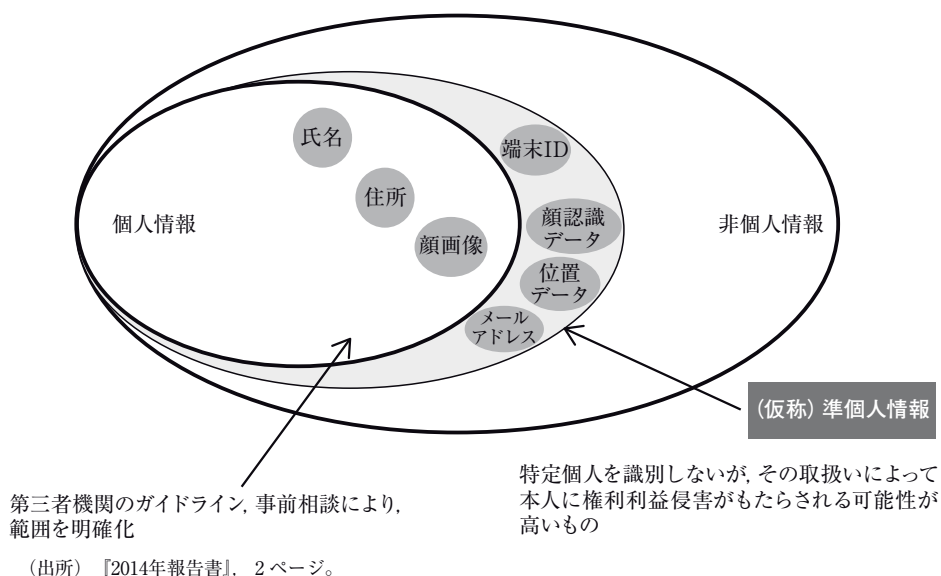 氏名
端末ID
住所
個人情報
顔画像
顔認識
データ
非個人情報
位置
データ
メール
アドレス
（仮称）準個人情報
第三者機関のガイドライン，事前相談により，
範囲を明確化
特定個人を識別しないが，その取扱いによって
本人に権利利益侵害がもたらされる可能性が
高いもの
（出所）『2014年報告書』，2ページ。